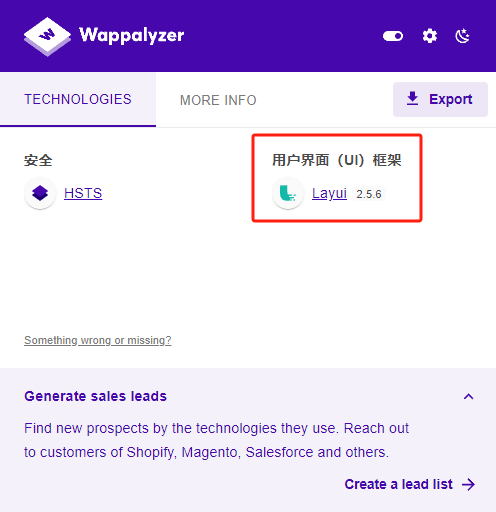 Wappalyzer
TECHNOLOGIES
MORE INFO
Export
安全
HSTS
用户界面（UI）框架
Layui 2.5.6
Something wrong or missing?
Generate sales leads
Find new prospects by the technologies they use. Reach out
to customers of Shopify, Magento, Salesforce and others.
Create a lead list